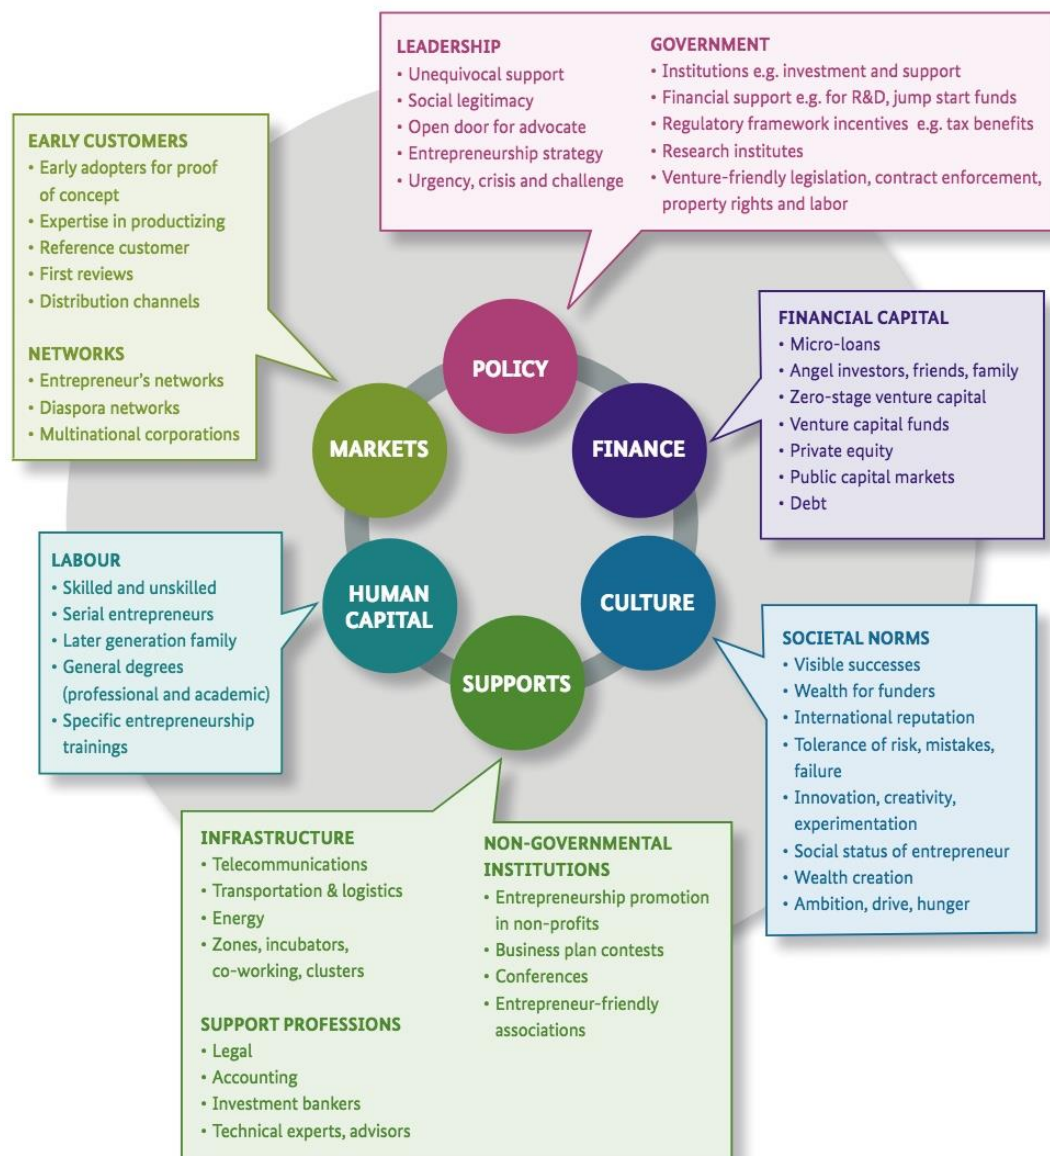 LEADERSHIP
• Unequivocal support
• Social legitimacy
• Open door for advocate
• Entrepreneurship strategy
• Urgency, crisis and challenge
GOVERNMENT
• Institutions e.g. investment and support
• Financial support e.g. for R&D, jump start funds
• Regulatory framework incentives e.g. tax benefits
• Research institutes
• Venture-friendly legislation, contract enforcement,
property rights and labor
EARLY CUSTOMERS
• Early adopters for proof
of concept
• Expertise in productizing
• Reference customer
• First reviews
• Distribution channels
NETWORKS
• Entrepreneur's networks
• Diaspora networks
• Multinational corporations
FINANCIAL CAPITAL
• Micro-loans
• Angel investors, friends, family
• Zero-stage venture capital
• Venture capital funds
• Private equity
• Public capital markets
• Debt
POLICY
MARKETS
FINANCE
HUMAN
CAPITAL
CULTURE
SUPPORTS
LABOUR
• Skilled and unskilled
• Serial entrepreneurs
• Later generation family
• General degrees
(professional and academic)
• Specific entrepreneurship
trainings
SOCIETAL NORMS
• Visible successes
• Wealth for funders
• International reputation
• Tolerance of risk, mistakes,
failure
• Innovation, creativity,
experimentation
• Social status of entrepreneur
• Wealth creation
• Ambition, drive, hunger
INFRASTRUCTURE
• Telecommunications
• Transportation & logistics
• Energy
• Zones, incubators,
co-working, clusters
SUPPORT PROFESSIONS
• Legal
• Accounting
• Investment bankers
• Technical experts, advisors
NON-GOVERNMENTAL
INSTITUTIONS
• Entrepreneurship promotion
in non-profits
• Business plan contests
• Conferences
• Entrepreneur-friendly
associations